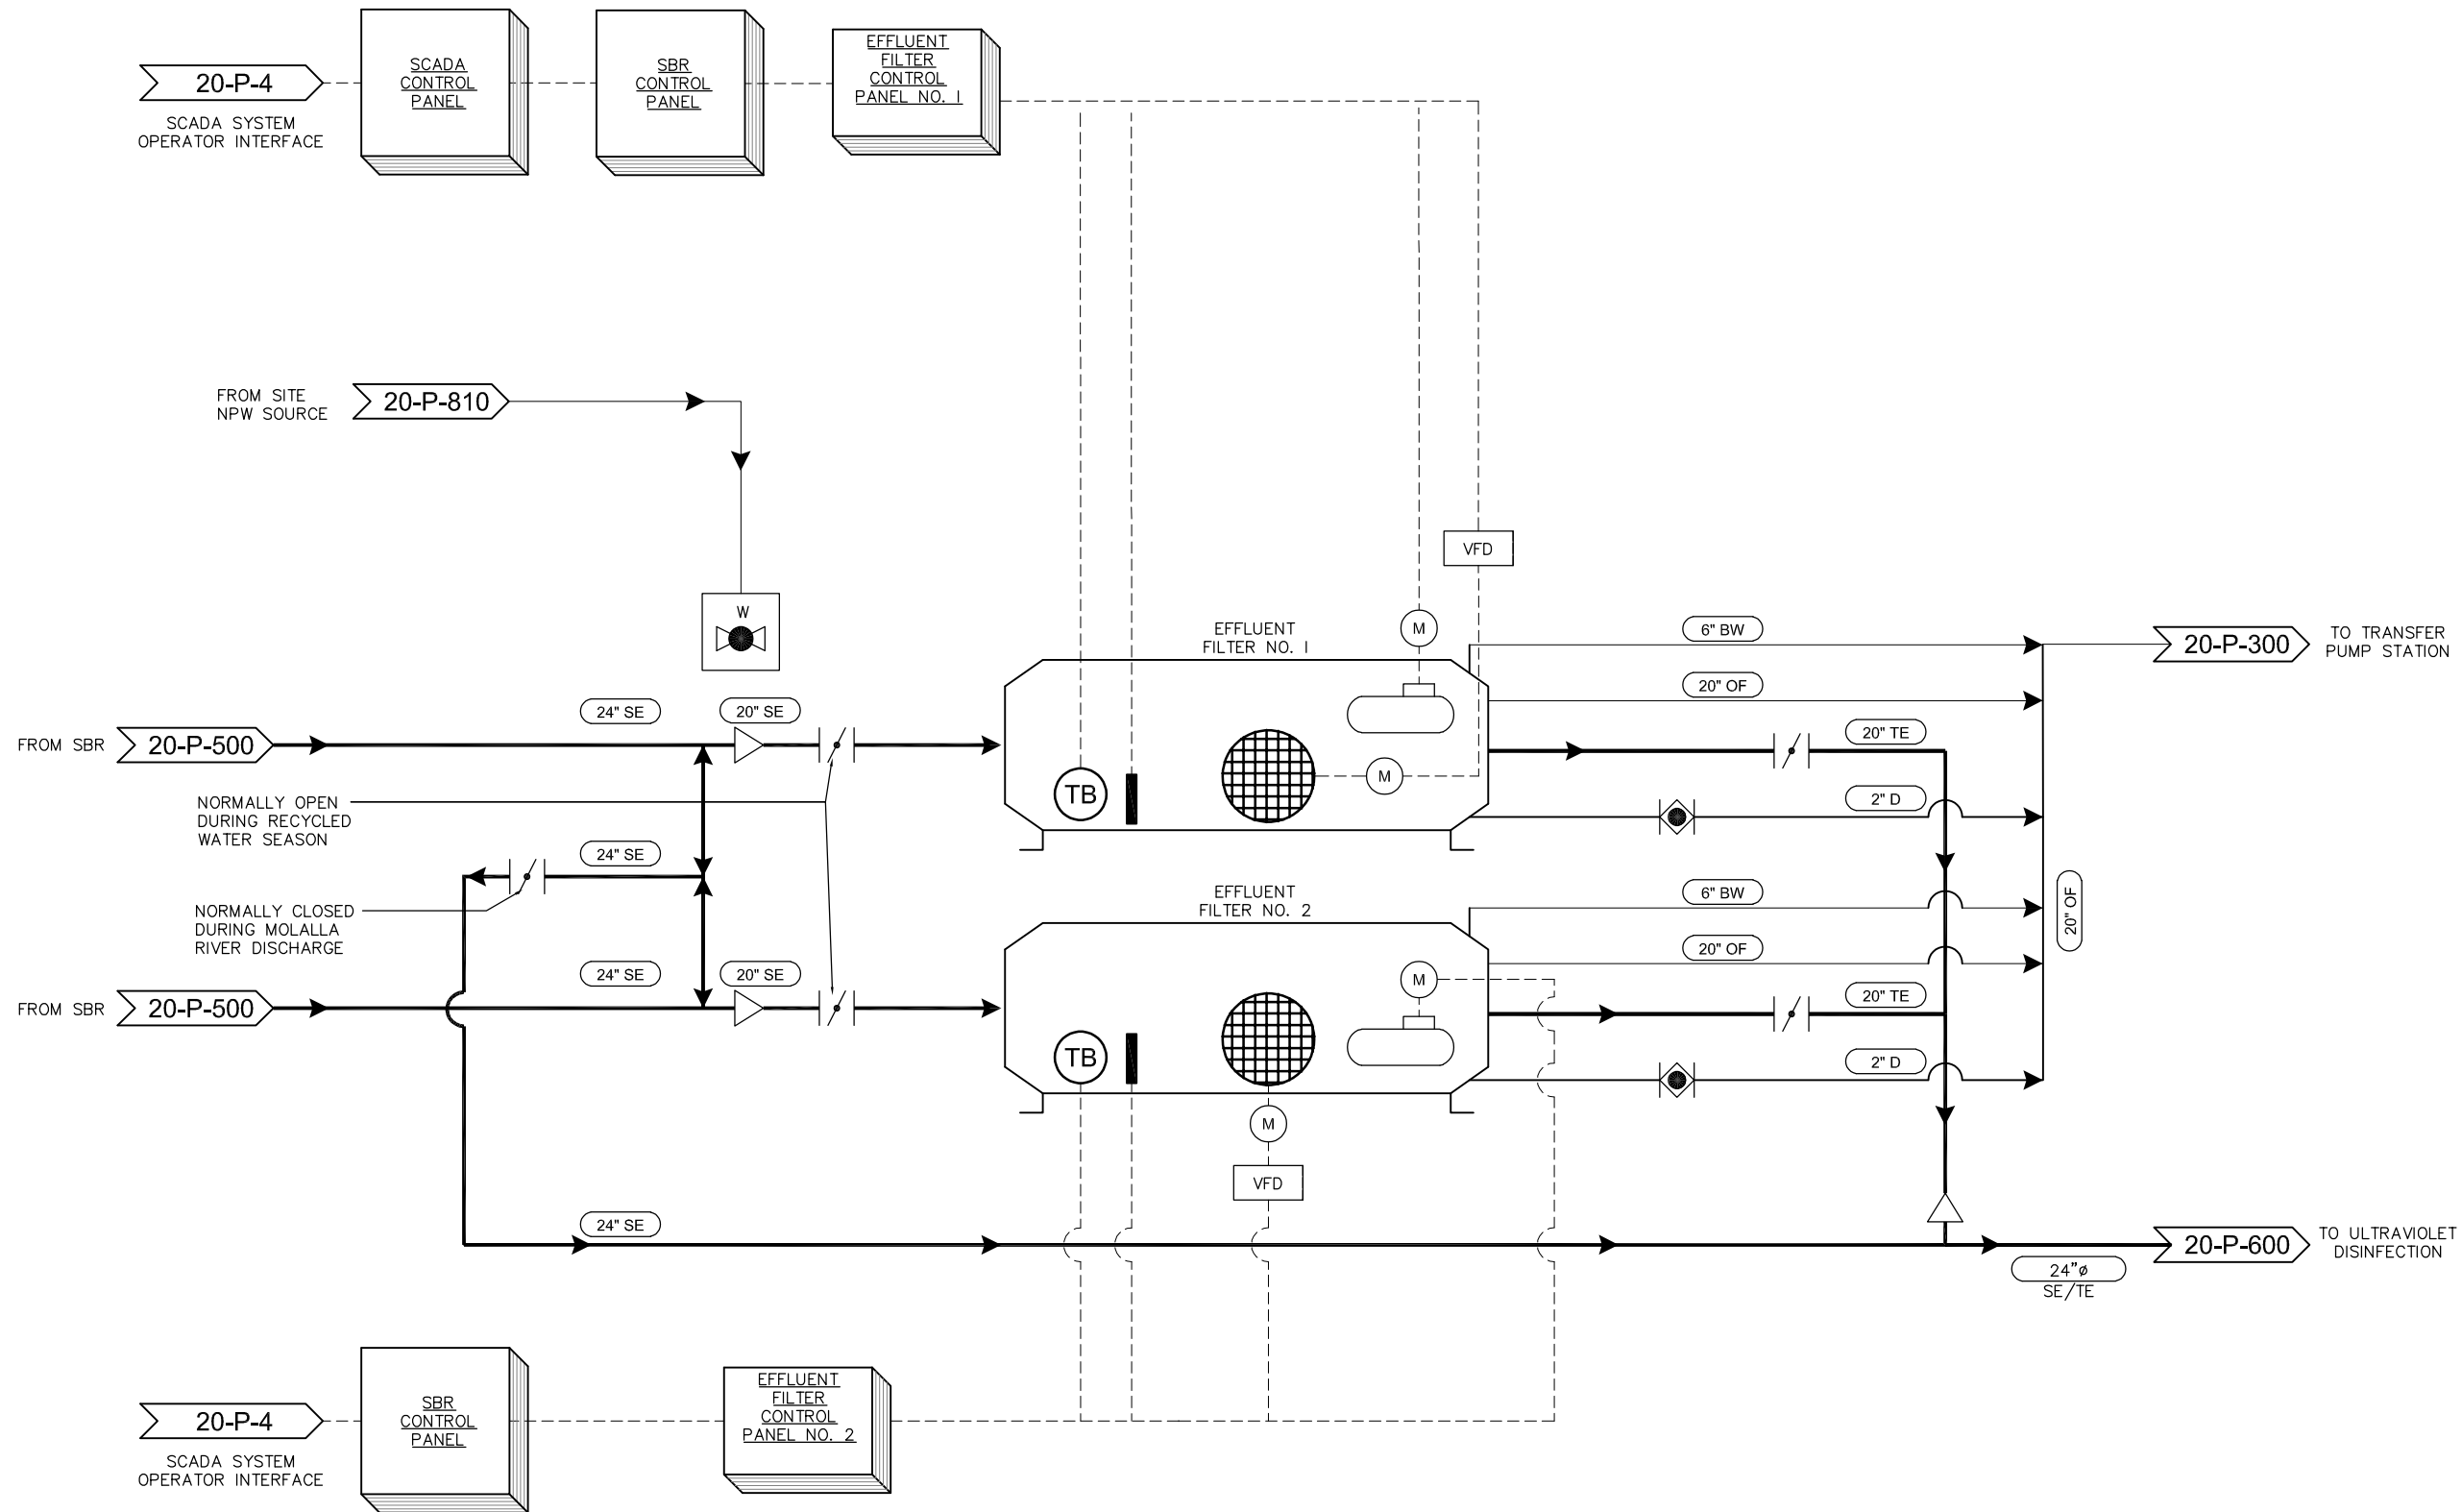 20-P-4
SCADA SYSTEM
OPERATOR INTERFACE
SCADA
CONTROL
PANEL
SBR
CONTROL
PANEL
EFFLUENT
FILTER
CONTROL
PANEL NO. 1
FROM SITE
NPW SOURCE
20-P-810
W
VFD
M
EFFLUENT
FILTER NO. 1
6" BW
20-P-300
TO TRANSFER
PUMP STATION
20" OF
24" SE
20" SE
FROM SBR
20-P-500
20" TE
M
TB
2" D
NORMALLY OPEN
DURING RECYCLED
WATER SEASON
24" SE
NORMALLY CLOSED
DURING MOLALLA
RIVER DISCHARGE
EFFLUENT
FILTER NO. 2
6" BW
20" OF
20" OF
24" SE
20" SE
FROM SBR
20-P-500
M
20" TE
TB
2" D
M
VFD
24" SE
20-P-600
TO ULTRAVIOLET
DISINFECTION
24"ø
SE/TE
20-P-4
SCADA SYSTEM
OPERATOR INTERFACE
SBR
CONTROL
PANEL
EFFLUENT
FILTER
CONTROL
PANEL NO. 2